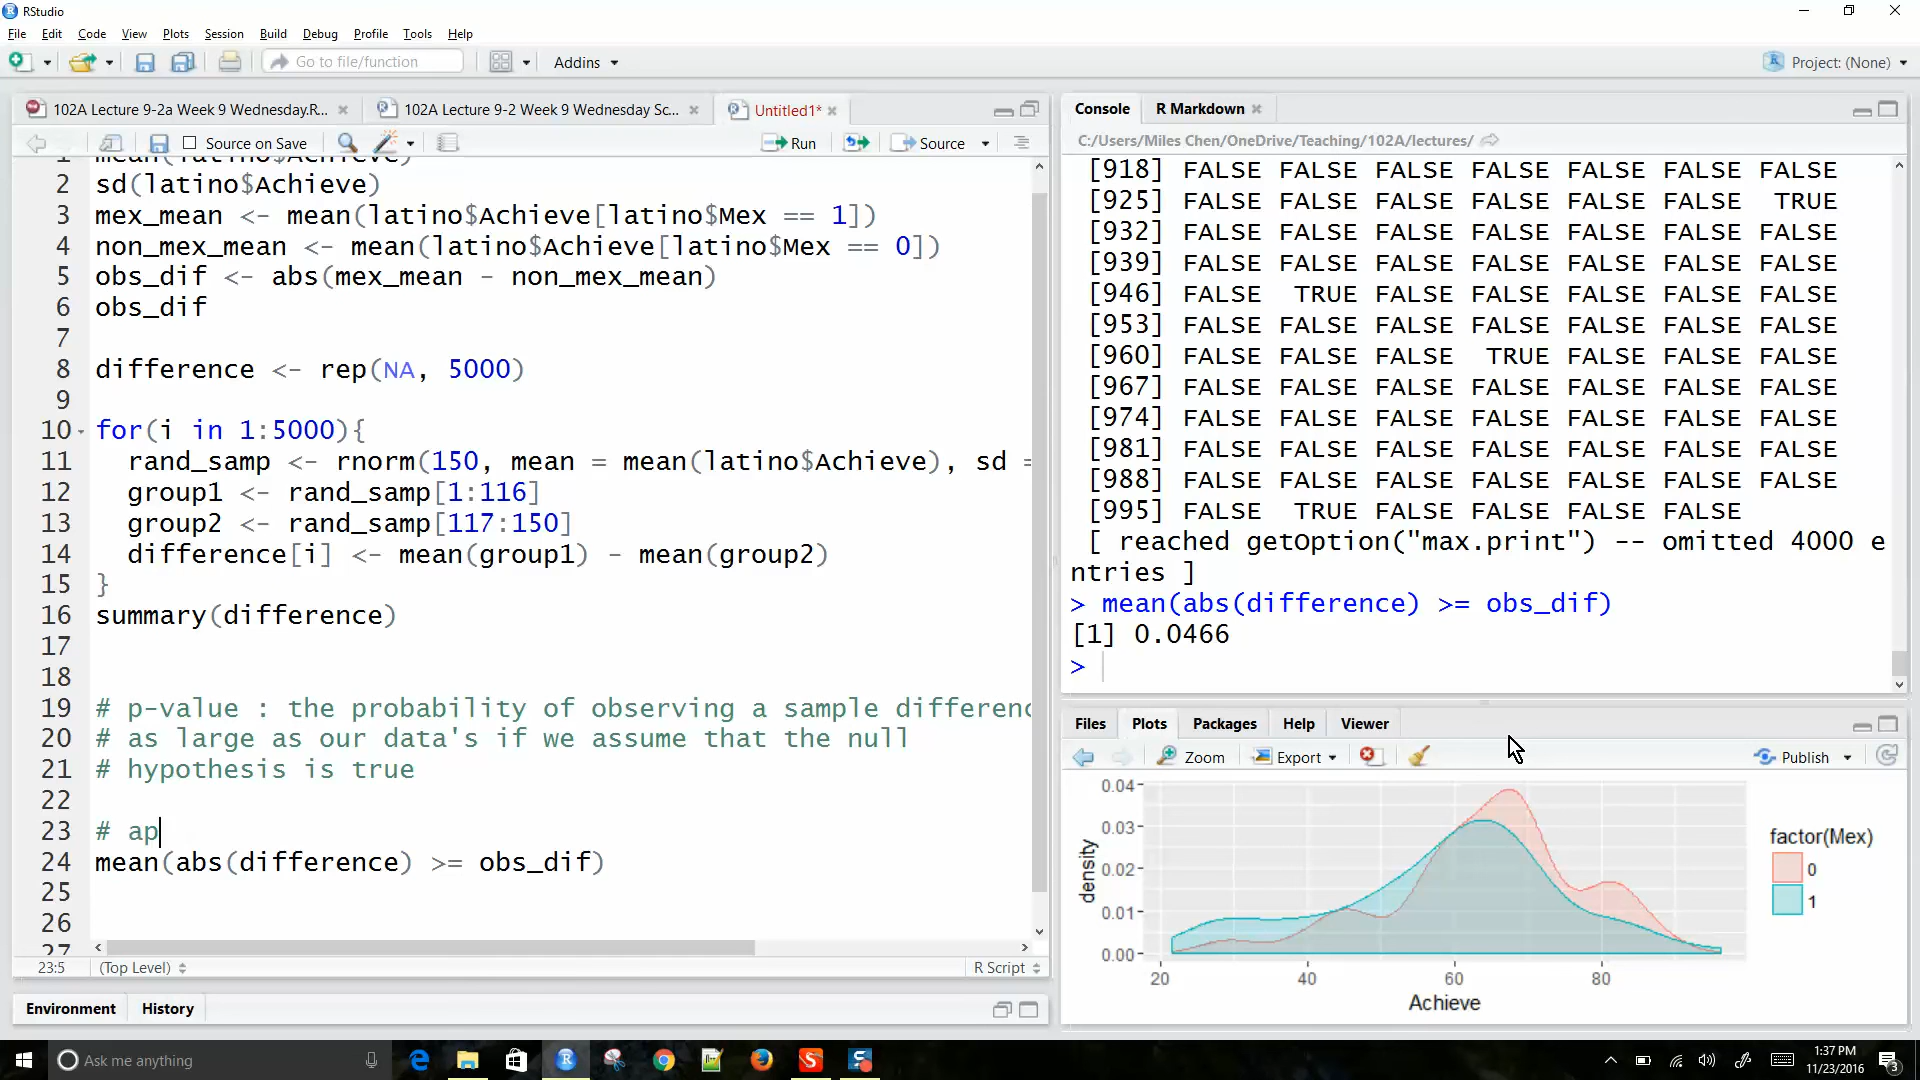 RStudio
File Edit Code View Plots Session Build Debug Profile Tools Help
Go to file/function Addins Project: (None)
102A Lecture 9-2a Week 9 Wednesday.R... 102A Lecture 9-2 Week 9 Wednesday Sc... Untitled1*
Source on Save Run Source
1 mean(latino$Achieve)
2 sd(latino$Achieve)
3 mex_mean <- mean(latino$Achieve[latino$Mex == 1])
4 non_mex_mean <- mean(latino$Achieve[latino$Mex == 0])
5 obs_dif <- abs(mex_mean - non_mex_mean)
6 obs_dif
7
8 difference <- rep(NA, 5000)
9
10 for(i in 1:5000){
11 rand_samp <- rnorm(150, mean = mean(latino$Achieve), sd =
12 group1 <- rand_samp[1:116]
13 group2 <- rand_samp[117:150]
14 difference[i] <- mean(group1) - mean(group2)
15 }
16 summary(difference)
17
18
19 # p-value : the probability of observing a sample differenc
20 # as large as our data's if we assume that the null
21 # hypothesis is true
22
23 # ap
24 mean(abs(difference) >= obs_dif)
25
26
27
23:5 (Top Level) R Script
Environment History
Console R Markdown
C:/Users/Miles Chen/OneDrive/Teaching/102A/lectures/
[918] FALSE FALSE FALSE FALSE FALSE FALSE FALSE
[925] FALSE FALSE FALSE FALSE FALSE FALSE TRUE
[932] FALSE FALSE FALSE FALSE FALSE FALSE FALSE
[939] FALSE FALSE FALSE FALSE FALSE FALSE FALSE
[946] FALSE TRUE FALSE FALSE FALSE FALSE FALSE
[953] FALSE FALSE FALSE FALSE FALSE FALSE FALSE
[960] FALSE FALSE FALSE TRUE FALSE FALSE FALSE
[967] FALSE FALSE FALSE FALSE FALSE FALSE FALSE
[974] FALSE FALSE FALSE FALSE FALSE FALSE FALSE
[981] FALSE FALSE FALSE FALSE FALSE FALSE FALSE
[988] FALSE FALSE FALSE FALSE FALSE FALSE FALSE
[995] FALSE TRUE FALSE FALSE FALSE FALSE
[ reached getOption("max.print") -- omitted 4000 e
ntries ]
> mean(abs(difference) >= obs_dif)
[1] 0.0466
>
Files Plots Packages Help Viewer
Zoom Export Publish
0.04
0.03
0.02
0.01
0.00
density
20 40 60 80
Achieve
factor(Mex)
0
1
Ask me anything
1:37 PM
11/23/2016
3